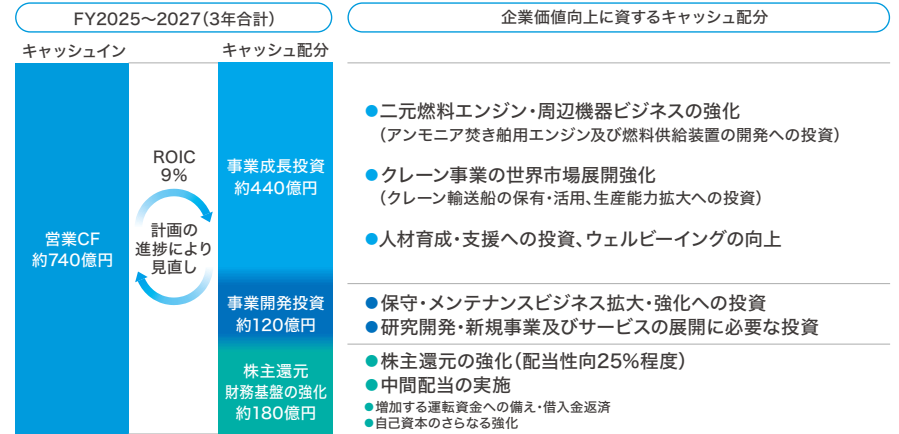 FY2025～2027（3年合計）
企業価値向上に資するキャッシュ配分
キャッシュイン
キャッシュ配分
営業CF
約740億円
ROIC
9%
計画の
進捗により
見直し
事業成長投資
約440億円
●二元燃料エンジン・周辺機器ビジネスの強化
（アンモニア焚き舶用エンジン及び燃料供給装置の開発への投資）
●クレーン事業の世界市場展開強化
（クレーン輸送船の保有・活用、生産能力拡大への投資）
●人材育成・支援への投資、ウェルビーイングの向上
事業開発投資
約120億円
●保守・メンテナンスビジネス拡大・強化への投資
●研究開発・新規事業及びサービスの展開に必要な投資
株主還元
財務基盤の強化
約180億円
●株主還元の強化（配当性向25%程度）
●中間配当の実施
●増加する運転資金への備え・借入金返済
●自己資本のさらなる強化